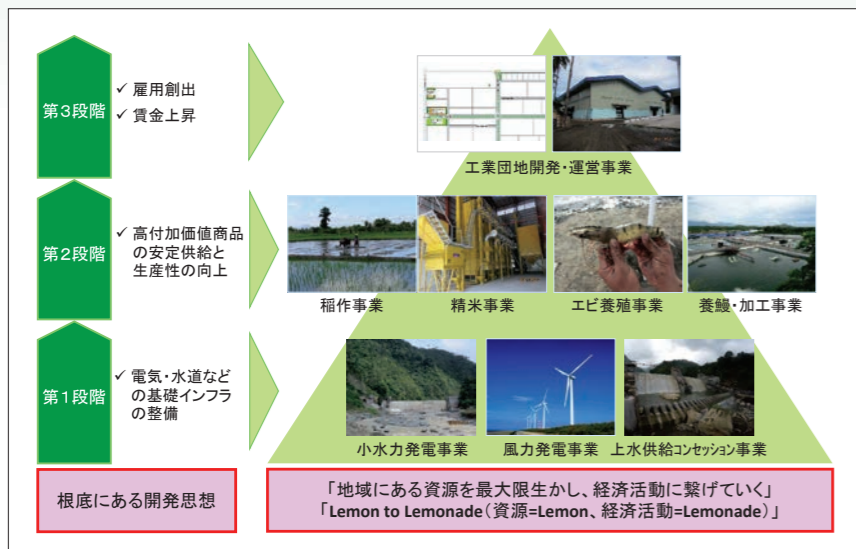 第3段階
✓ 雇用創出
✓ 賃金上昇
工業団地開発・運営事業
第2段階
✓ 高付加価値商品
の安定供給と
生産性の向上
稲作事業
精米事業
エビ養殖事業
養鰻・加工事業
第1段階
✓ 電気・水道など
の基礎インフラ
の整備
小水力発電事業
風力発電事業
上水供給コンセッション事業
根底にある開発思想
「地域にある資源を最大限生かし、経済活動に繋げていく」
「Lemon to Lemonade（資源=Lemon、経済活動=Lemonade）」